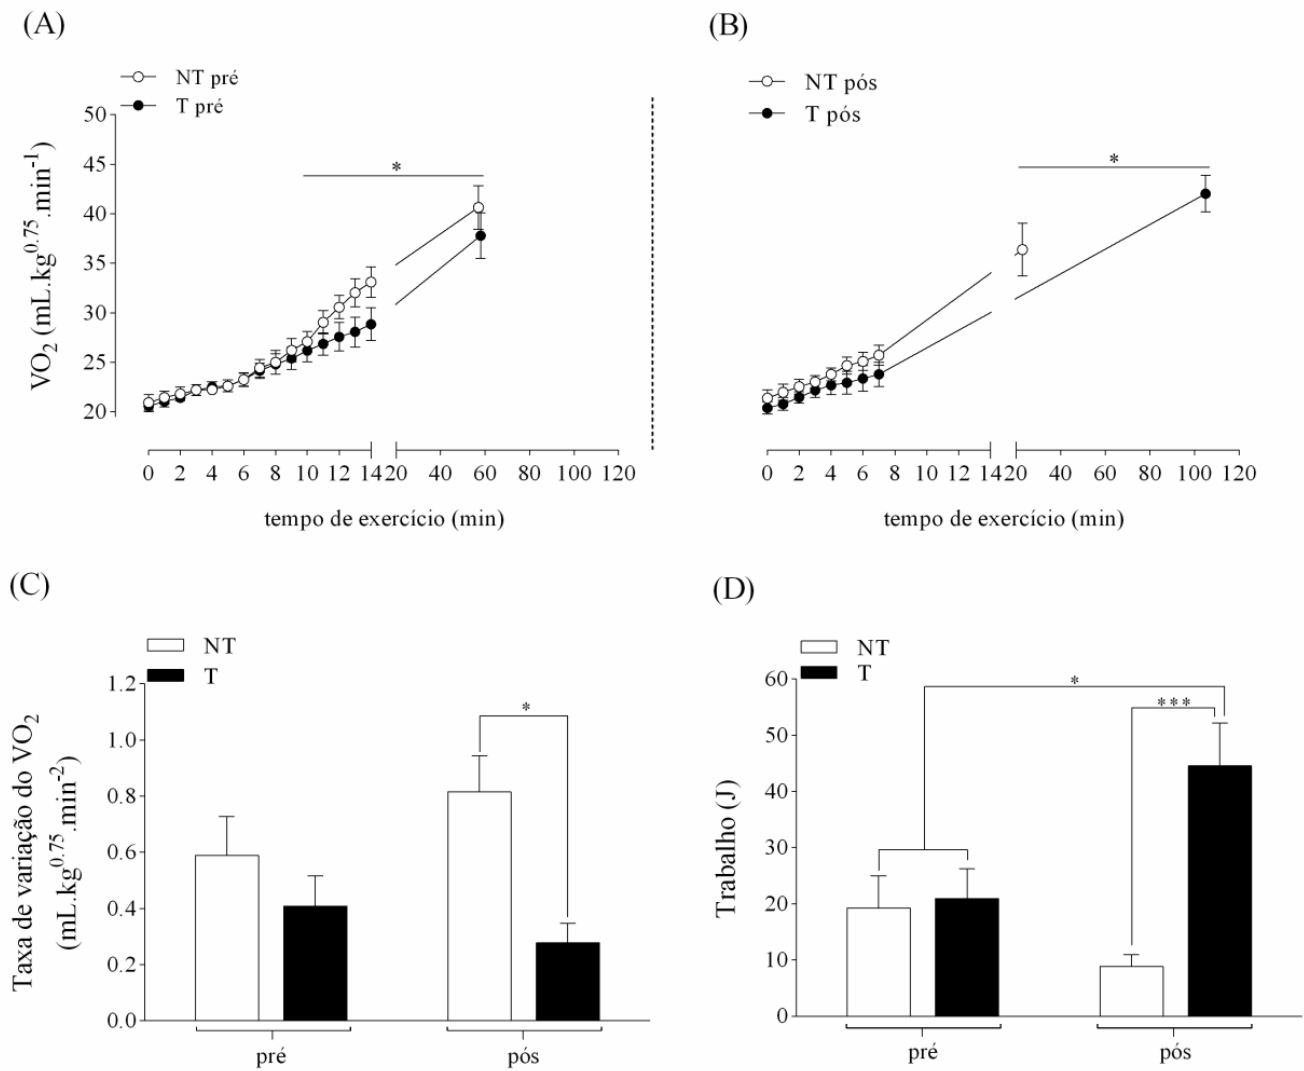 (A)
NT pré
T pré
50
45
40
35
30
25
20
VO2 (mL.kg0.75.min-1)
*
0 2 4 6 8 10 12 14 20 40 60 80 100 120
tempo de exercício (min)
(B)
NT pós
T pós
*
0 2 4 6 8 10 12 14 20 40 60 80 100 120
tempo de exercício (min)
(C)
NT
T
1.2
1.0
0.8
0.6
0.4
0.2
0.0
Taxa de variação do VO2
(mL.kg0.75.min-2)
*
pré pós
(D)
NT
T
60
50
40
30
20
10
0
Trabalho (J)
*
***
pré pós